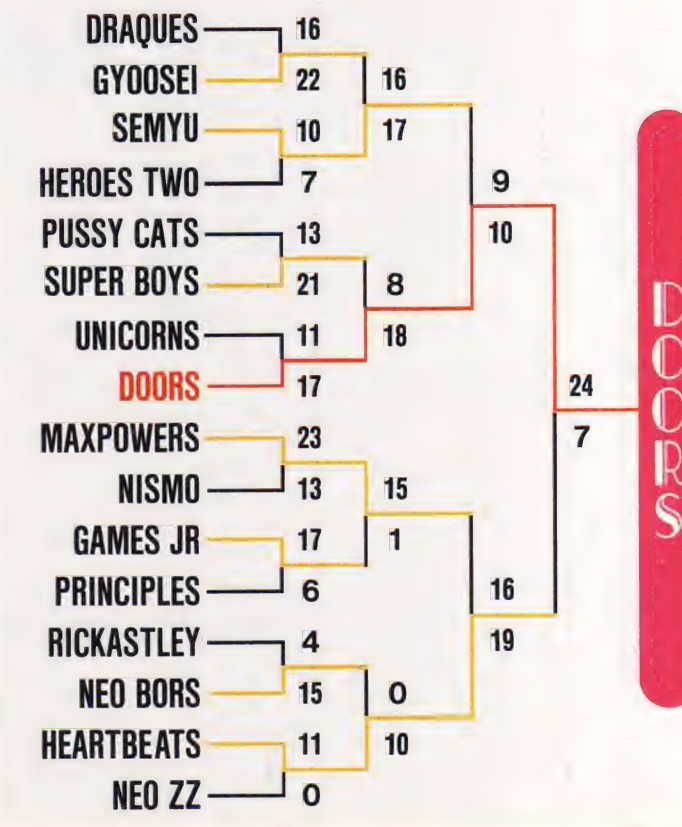 DRAQUES 16
GYOOSEI 22 16
SEMYU 10 17
HEROES TWO 7 9
PUSSY CATS 13 10
SUPER BOYS 21 8
UNICORNS 11 18
DOORS 17 24
MAXPOWERS 23 7
NISMO 13 15
GAMES JR 17 1
PRINCIPLES 6 16
RICKASTLEY 4 19
NEO BORS 15 0
HEARTBEATS 11 10
NEO ZZ 0
DOORS